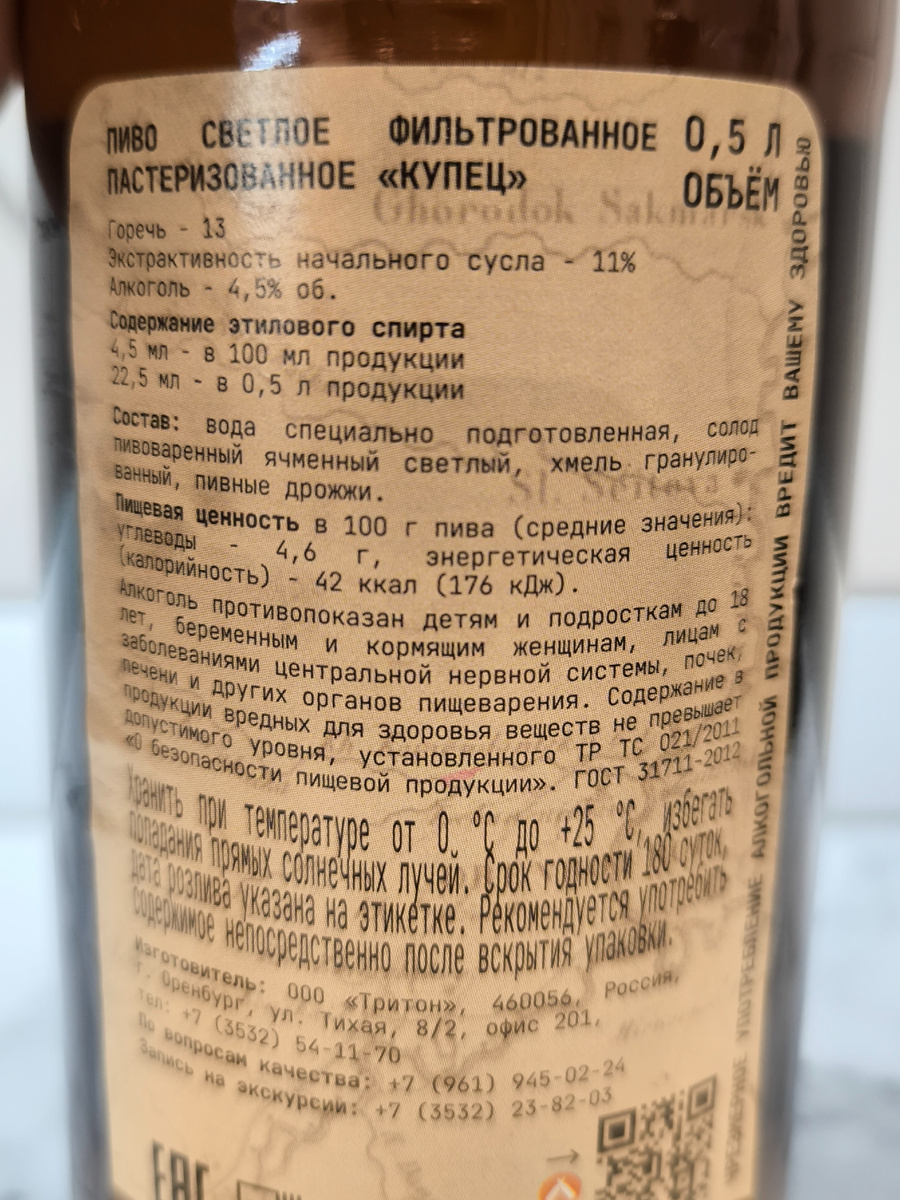 ПИВО СВЕТЛОЕ ФИЛЬТРОВАННОЕ
ПАСТЕРИЗОВАННОЕ «КУПЕЦ»
0,5 Л
ОБЪЁМ
Ghorodok Sakmarsk
Горечь - 13
Экстрактивность начального сусла - 11%
Алкоголь - 4,5% об.
Содержание этилового спирта
4,5 мл - в 100 мл продукции
22,5 мл - в 0,5 л продукции
Состав: вода специально подготовленная, солод
пивоваренный ячменный светлый, хмель гранулиро-
ванный, пивные дрожжи.
Пищевая ценность в 100 г пива (средние значения):
углеводы - 4,6 г, энергетическая ценность
(калорийность) - 42 ккал (176 кДж).
Алкоголь противопоказан детям и подросткам до 18
лет, беременным и кормящим женщинам, лицам с
заболеваниями центральной нервной системы, почек,
печени и других органов пищеварения. Содержание в
продукции вредных для здоровья веществ не превышает
допустимого уровня, установленного ТР ТС 021/2011
«О безопасности пищевой продукции». ГОСТ 31711-2012
Хранить при температуре от 0 °C до +25 °C, избегать
попадания прямых солнечных лучей. Срок годности 180 суток,
дата розлива указана на этикетке. Рекомендуется употребить
содержимое непосредственно после вскрытия упаковки.
Изготовитель: ООО «Тритон», 460056, Россия,
г. Оренбург, ул. Тихая, 8/2, офис 201,
тел: +7 (3532) 54-11-70
По вопросам качества: +7 (961) 945-02-24
Запись на экскурсии: +7 (3532) 23-82-03
→
ЕАС
ЧРЕЗМЕРНОЕ УПОТРЕБЛЕНИЕ АЛКОГОЛЬНОЙ ПРОДУКЦИИ ВРЕДИТ ВАШЕМУ ЗДОРОВЬЮ